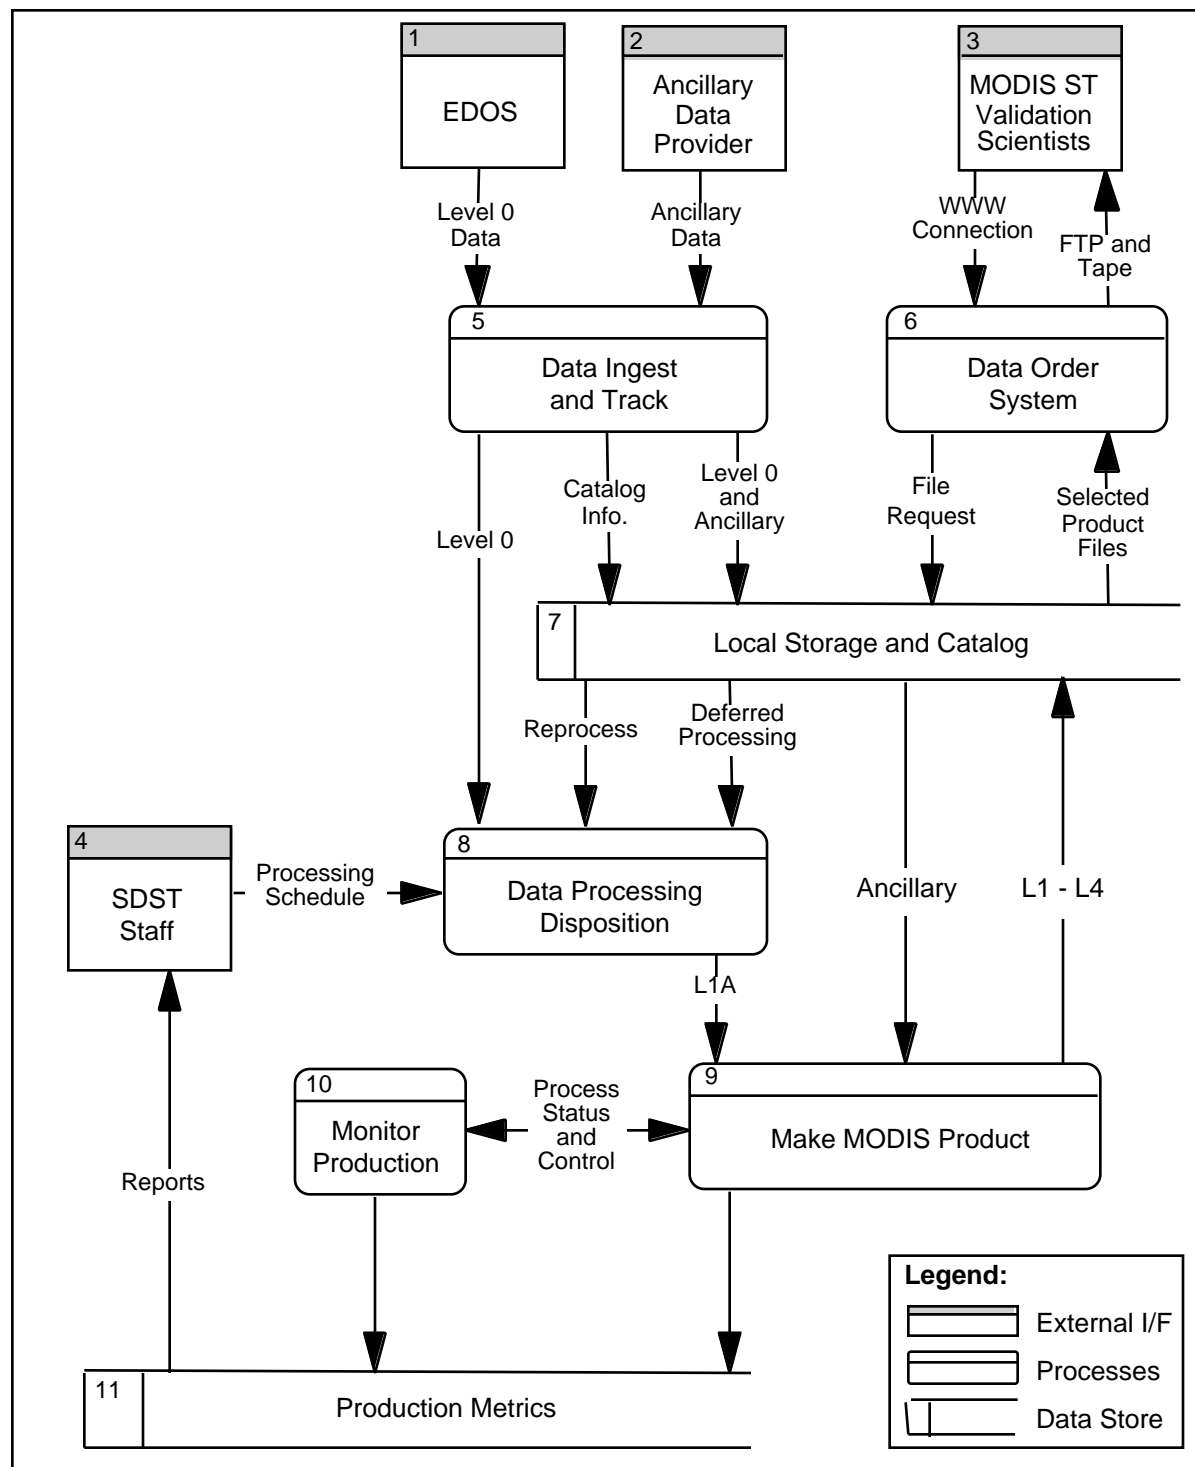 1
EDOS
2
Ancillary
Data
Provider
3
MODIS ST
Validation
Scientists
Level 0
Data
Ancillary
Data
WWW
Connection
FTP and
Tape
5
Data Ingest
and Track
6
Data Order
System
Level 0
Catalog
Info.
Level 0
and
Ancillary
File
Request
Selected
Product
Files
7
Local Storage and Catalog
Reprocess
Deferred
Processing
4
SDST
Staff
Processing
Schedule
8
Data Processing
Disposition
Ancillary
L1 - L4
L1A
10
Monitor
Production
Process
Status
and
Control
9
Make MODIS Product
Reports
11
Production Metrics
Legend:
External I/F
Processes
Data Store